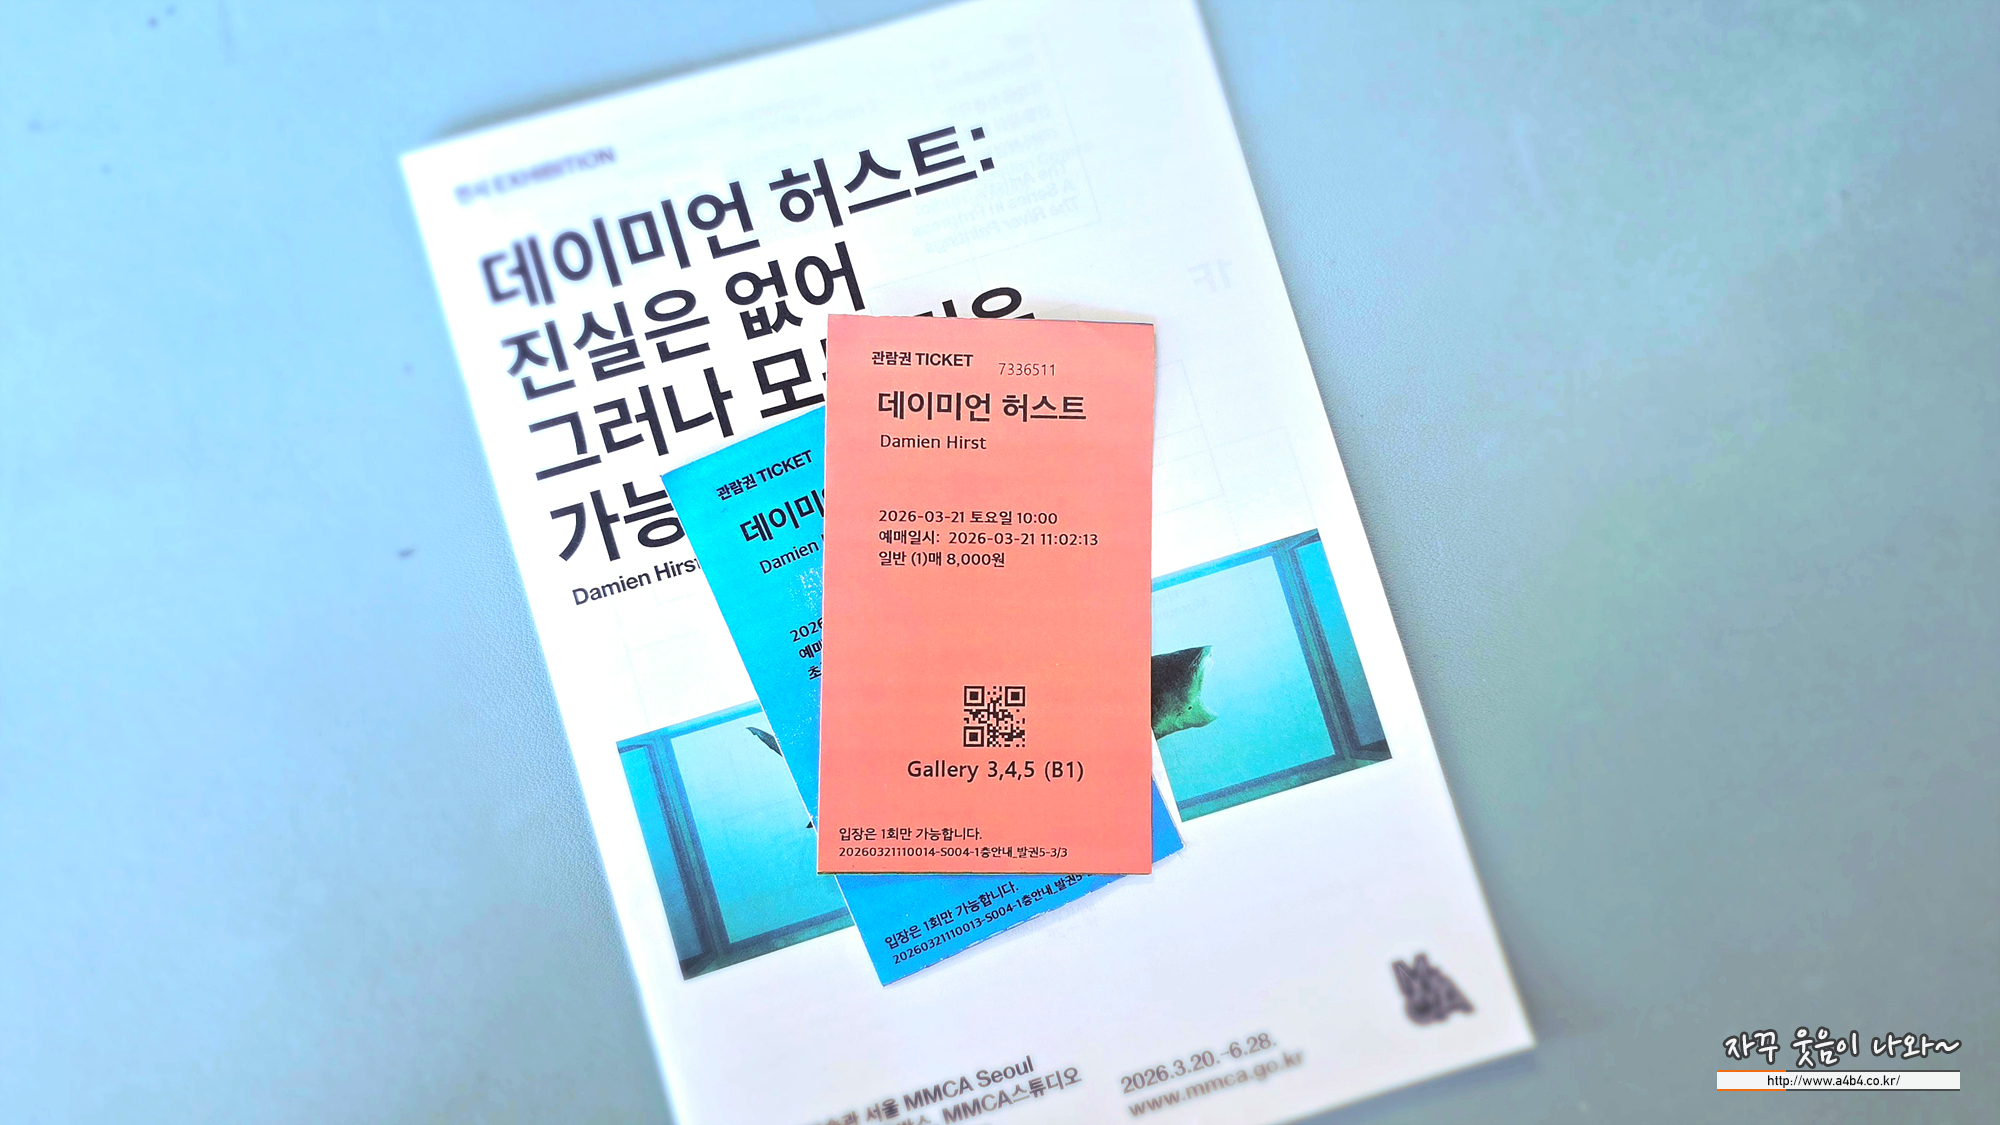 전시 EXHIBITION
데이미언 허스트:
진실은 없어
그러나 모
가능
Damien Hirst
관람권 TICKET
7336511
데이미언 허스트
Damien Hirst
2026-03-21 토요일 10:00
예매일시: 2026-03-21 11:02:13
일반 (1)매 8,000원
Gallery 3,4,5 (B1)
입장은 1회만 가능합니다.
20260321110014-S004-1층안내_발권5-3/3
관람권 TICKET
데이미
Damien
2026
예매
초
입장은 1회만 가능합니다.
20260321110013-S004-1층안내_발권5-
서울 MMCA Seoul
MMCA스튜디오
2026.3.20.-6.28.
www.mmca.go.kr
MMCA
1F
자꾸 웃음이 나와~
http://www.a4b4.co.kr/